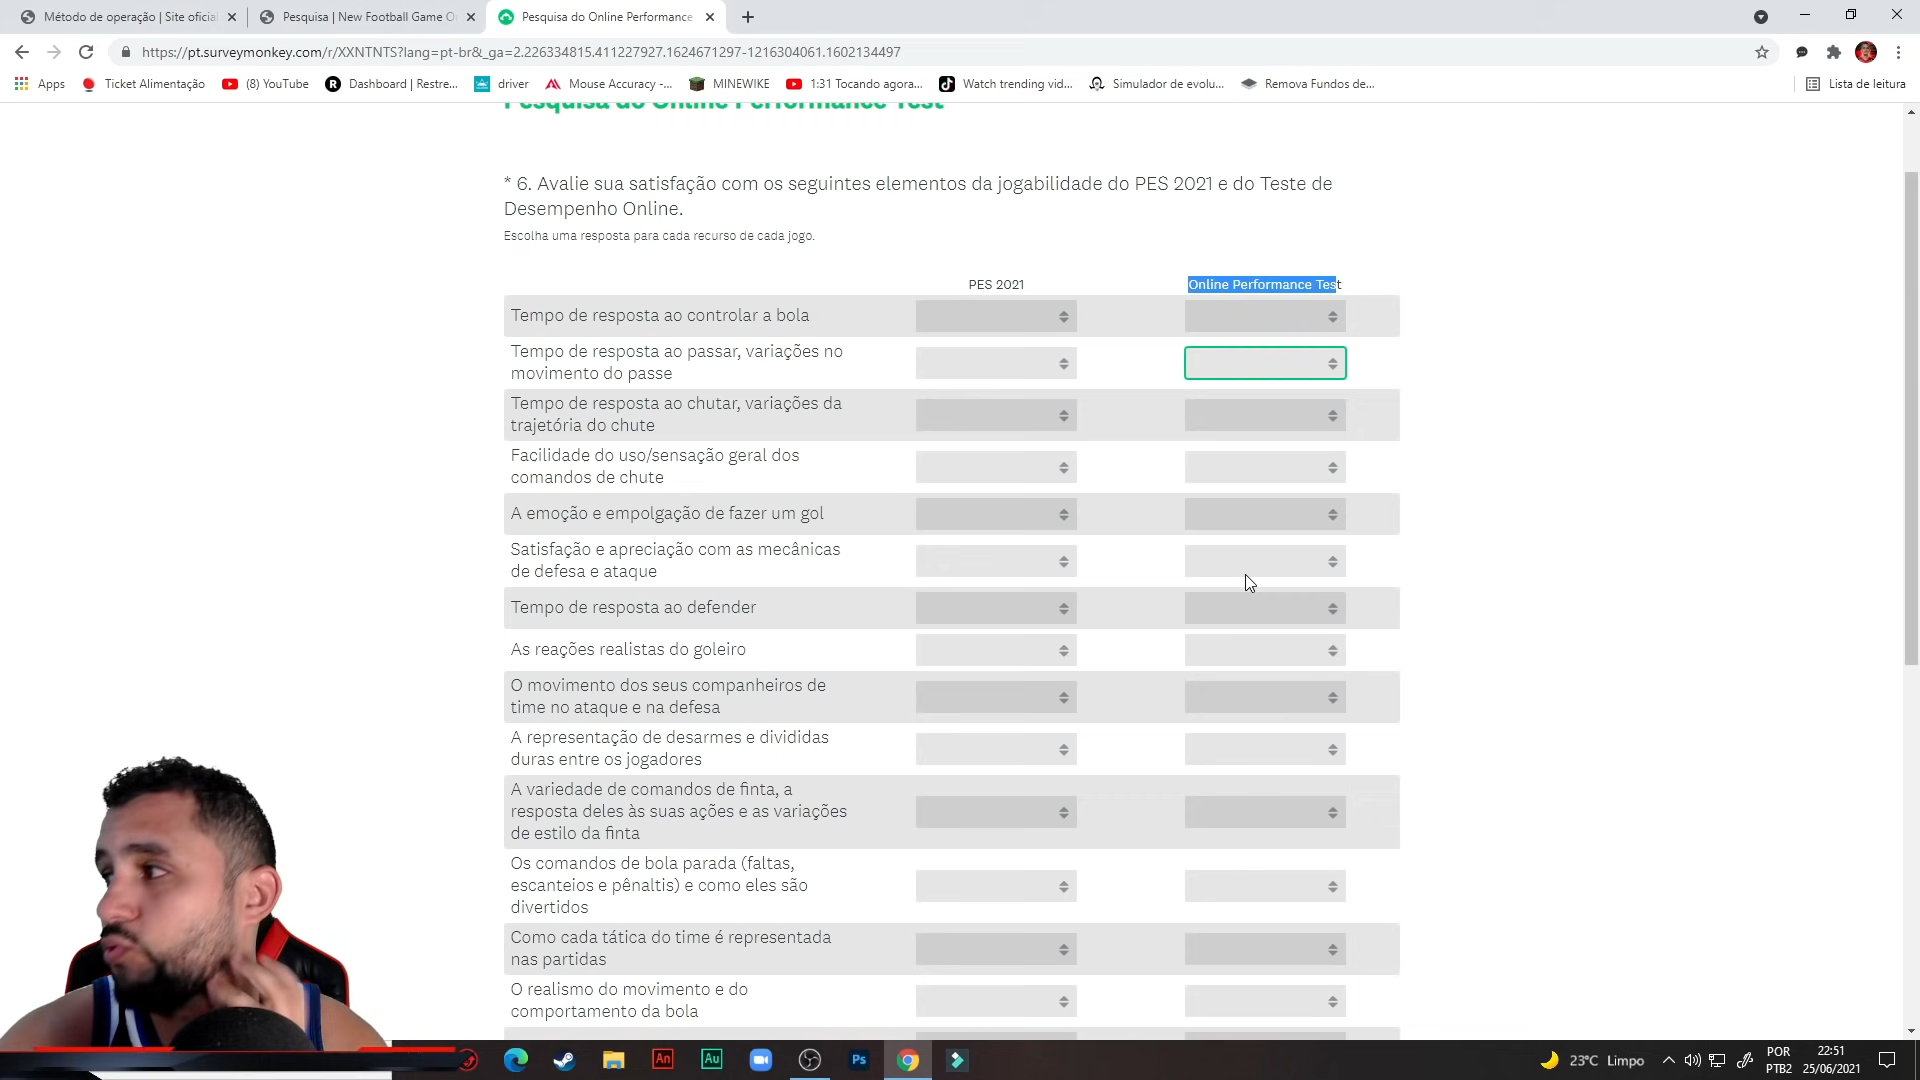 Método de operação | Site oficia
Pesquisa | New Football Game O
Pesquisa do Online Performance
https://pt.surveymonkey.com/r/XXNTNTS?lang=pt-br&_ga=2.226334815.411227927.1624671297-1216304061.1602134497
Apps
Ticket Alimentação
(8) YouTube
Dashboard | Restre...
driver
Mouse Accuracy -...
MINEWIKE
1:31 Tocando agora...
Watch trending vid...
Simulador de evolu...
Remova Fundos de...
Lista de leitura
Pesquisa do Online Performance Test
* 6. Avalie sua satisfação com os seguintes elementos da jogabilidade do PES 2021 e do Teste de
Desempenho Online.
Escolha uma resposta para cada recurso de cada jogo.
PES 2021
Online Performance Test
Tempo de resposta ao controlar a bola
Tempo de resposta ao passar, variações no
movimento do passe
Tempo de resposta ao chutar, variações da
trajetória do chute
Facilidade do uso/sensação geral dos
comandos de chute
A emoção e empolgação de fazer um gol
Satisfação e apreciação com as mecânicas
de defesa e ataque
Tempo de resposta ao defender
As reações realistas do goleiro
O movimento dos seus companheiros de
time no ataque e na defesa
A representação de desarmes e divididas
duras entre os jogadores
A variedade de comandos de finta, a
resposta deles às suas ações e as variações
de estilo da finta
Os comandos de bola parada (faltas,
escanteios e pênaltis) e como eles são
divertidos
Como cada tática do time é representada
nas partidas
O realismo do movimento e do
comportamento da bola
An
Au
Ps
23°C Limpo
POR
PTB2
22:51
25/06/2021